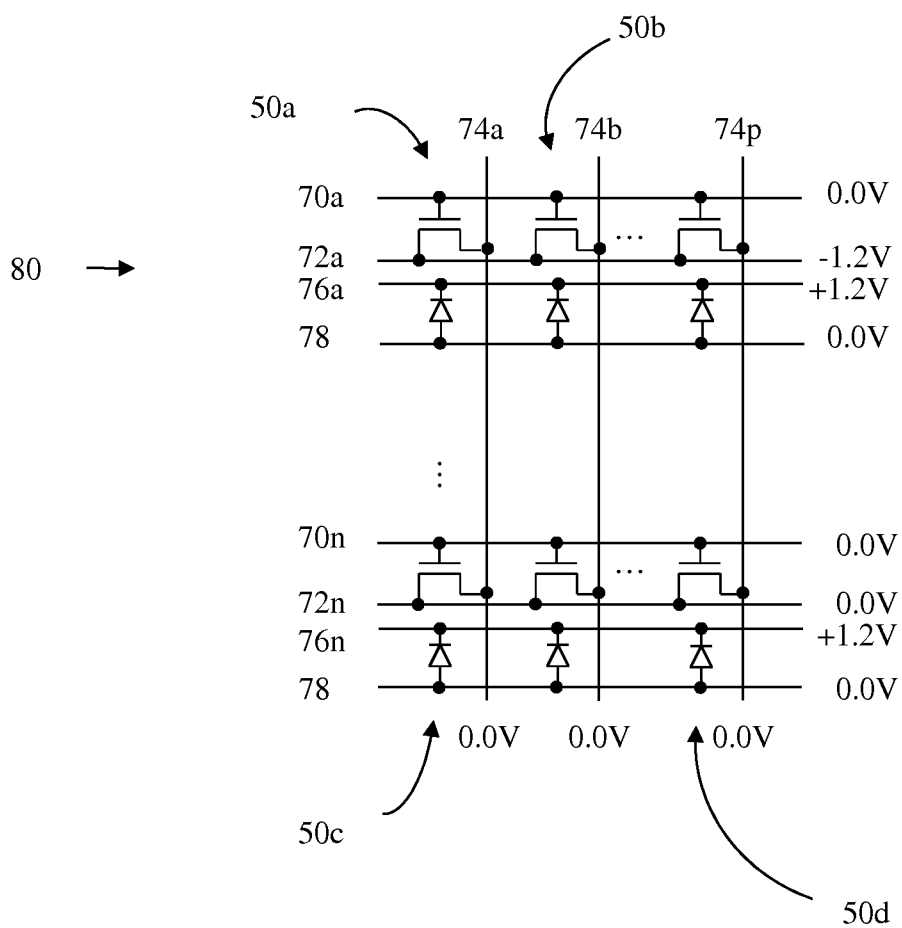 50b
50a
74a 74b 74p
70a 0.0V
...
80 72a -1.2V
76a +1.2V
78 0.0V
⋮
70n 0.0V
...
72n 0.0V
76n +1.2V
78 0.0V
0.0V 0.0V 0.0V
50c
50d